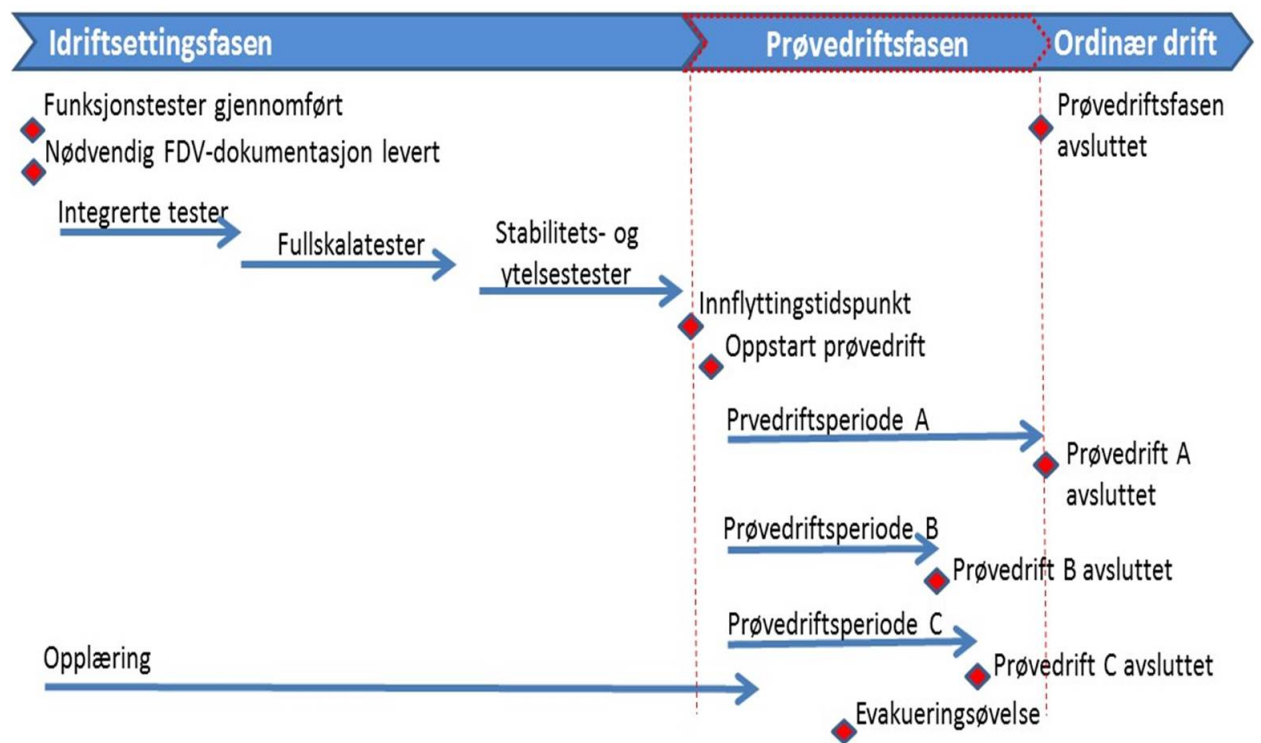 Idriftsettingsfasen
Prøvedriftsfasen
Ordinær drift
Funksjonstester gjennomført
Nødvendig FDV-dokumentasjon levert
Prøvedriftsfasen
avsluttet
Integrerte tester
Fullskalatester
Stabilitets- og
ytelsestester
Innflyttingstidspunkt
Oppstart prøvedrift
Prvedriftsperiode A
Prøvedrift A
avsluttet
Prøvedriftsperiode B
Prøvedrift B avsluttet
Prøvedriftsperiode C
Prøvedrift C avsluttet
Opplæring
Evakueringsøvelse